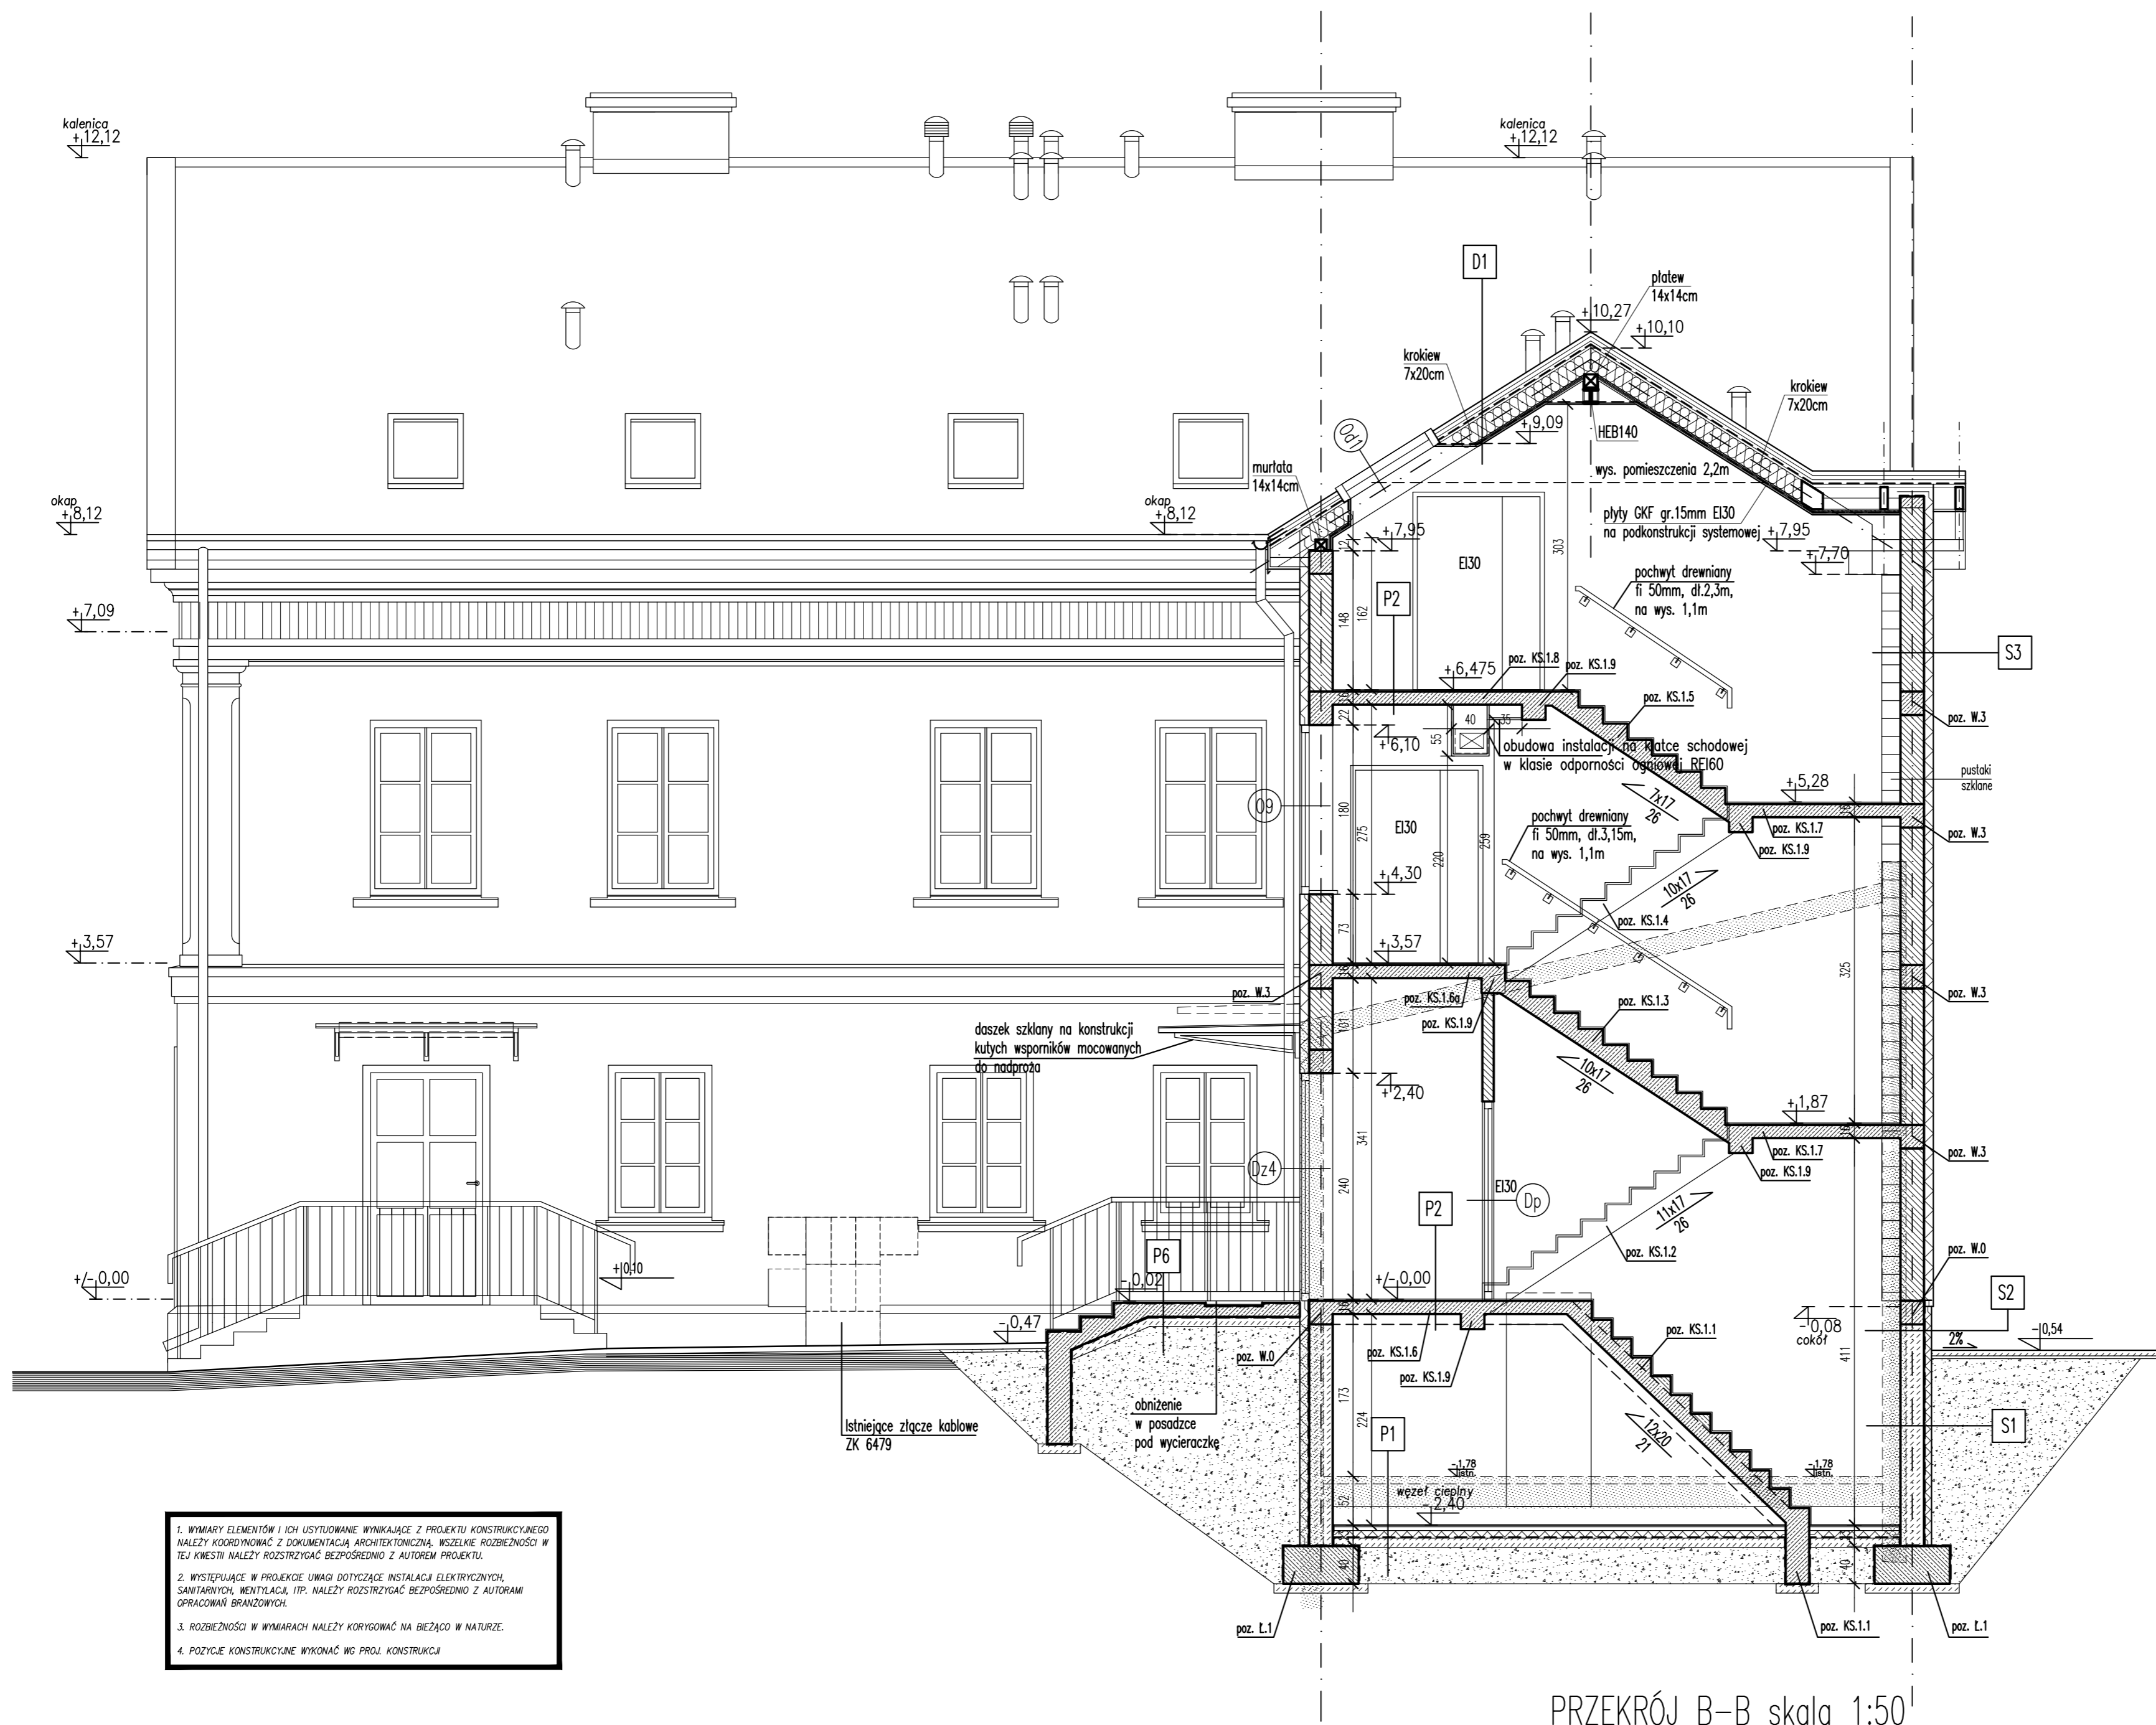 kalenica
+12,12
kalenica
+12,12
D1
płatew
14x14cm
+10,27
+10,10
krokiew
7x20cm
krokiew
7x20cm
Od1
+9,09
HEB140
wys. pomieszczenia 2,2m
murłata
14x14cm
okap
+8,12
okap
+8,12
płyty GKF gr.15mm EI30
na podkonstrukcji systemowej
+7,95
+7,95
+7,70
12
303
EI30
pochwyt drewniany
fi 50mm, dł.2,3m,
na wys. 1,1m
P2
148
162
+7,09
S3
+6,475
poz. KS.1.8
poz. KS.1.9
poz. KS.1.5
16
22
40
35
55
poz. W.3
+6,10
obudowa instalacji na klatce schodowej
w klasie odporności ogniowej REI60
pustaki
szklane
+5,28
7x17
26
O9
180
275
EI30
220
259
pochwyt drewniany
fi 50mm, dł.3,15m,
na wys. 1,1m
16
poz. KS.1.7
poz. KS.1.9
poz. W.3
+4,30
10x17
26
poz. KS.1.4
73
+3,57
+3,57
16
325
poz. W.3
poz. KS.1.6a
poz. KS.1.9
poz. KS.1.3
poz. W.3
daszek szklany na konstrukcji
kutych wsporników mocowanych
do nadproża
101
10x17
26
+2,40
+1,87
341
16
poz. KS.1.7
poz. KS.1.9
poz. W.3
Dz4
240
EI30
Dp
P2
11x17
26
poz. KS.1.2
poz. W.0
P6
+0,10
+/-0,00
-0,02
+/-0,00
S2
16
-0,08
cokół
-0,47
poz. KS.1.1
2%
-0,54
poz. W.0
poz. KS.1.6
poz. KS.1.9
411
173
224
obniżenie
w posadzce
pod wycieraczkę
Istniejące złącze kablowe
ZK 6479
P1
12x20
21
S1
-1,78
istn.
-1,78
istn.
węzeł cieplny
-2,40
52
23
40
40
poz. Ł.1
poz. KS.1.1
poz. Ł.1
1. WYMIARY ELEMENTÓW I ICH USYTUOWANIE WYNIKAJĄCE Z PROJEKTU KONSTRUKCYJNEGO
NALEŻY KOORDYNOWAĆ Z DOKUMENTACJĄ ARCHITEKTONICZNĄ. WSZELKIE ROZBIEŻNOŚCI W
TEJ KWESTII NALEŻY ROZSTRZYGAĆ BEZPOŚREDNIO Z AUTOREM PROJEKTU.
2. WYSTĘPUJĄCE W PROJEKCIE UWAGI DOTYCZĄCE INSTALACJI ELEKTRYCZNYCH,
SANITARNYCH, WENTYLACJI, ITP. NALEŻY ROZSTRZYGAĆ BEZPOŚREDNIO Z AUTORAMI
OPRACOWAŃ BRANŻOWYCH.
3. ROZBIEŻNOŚCI W WYMIARACH NALEŻY KORYGOWAĆ NA BIEŻĄCO W NATURZE.
4. POZYCJE KONSTRUKCYJNE WYKONAĆ WG PROJ. KONSTRUKCJI
PRZEKRÓJ B-B skala 1:50